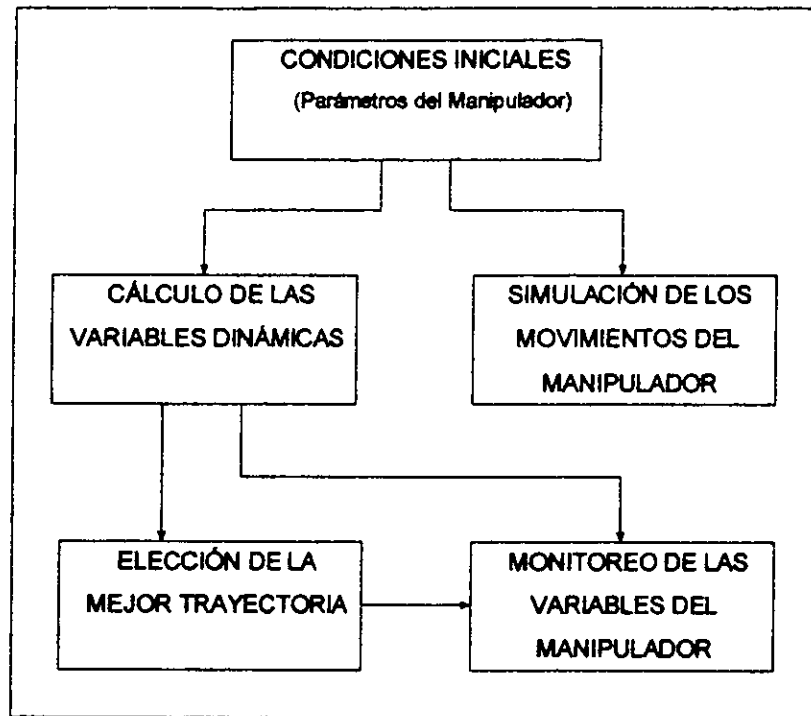 CONDICIONES INICIALES
(Parámetros del Manipulador)
CÁLCULO DE LAS
VARIABLES DINÁMICAS
SIMULACIÓN DE LOS
MOVIMIENTOS DEL
MANIPULADOR
ELECCIÓN DE LA
MEJOR TRAYECTORIA
MONITOREO DE LAS
VARIABLES DEL
MANIPULADOR